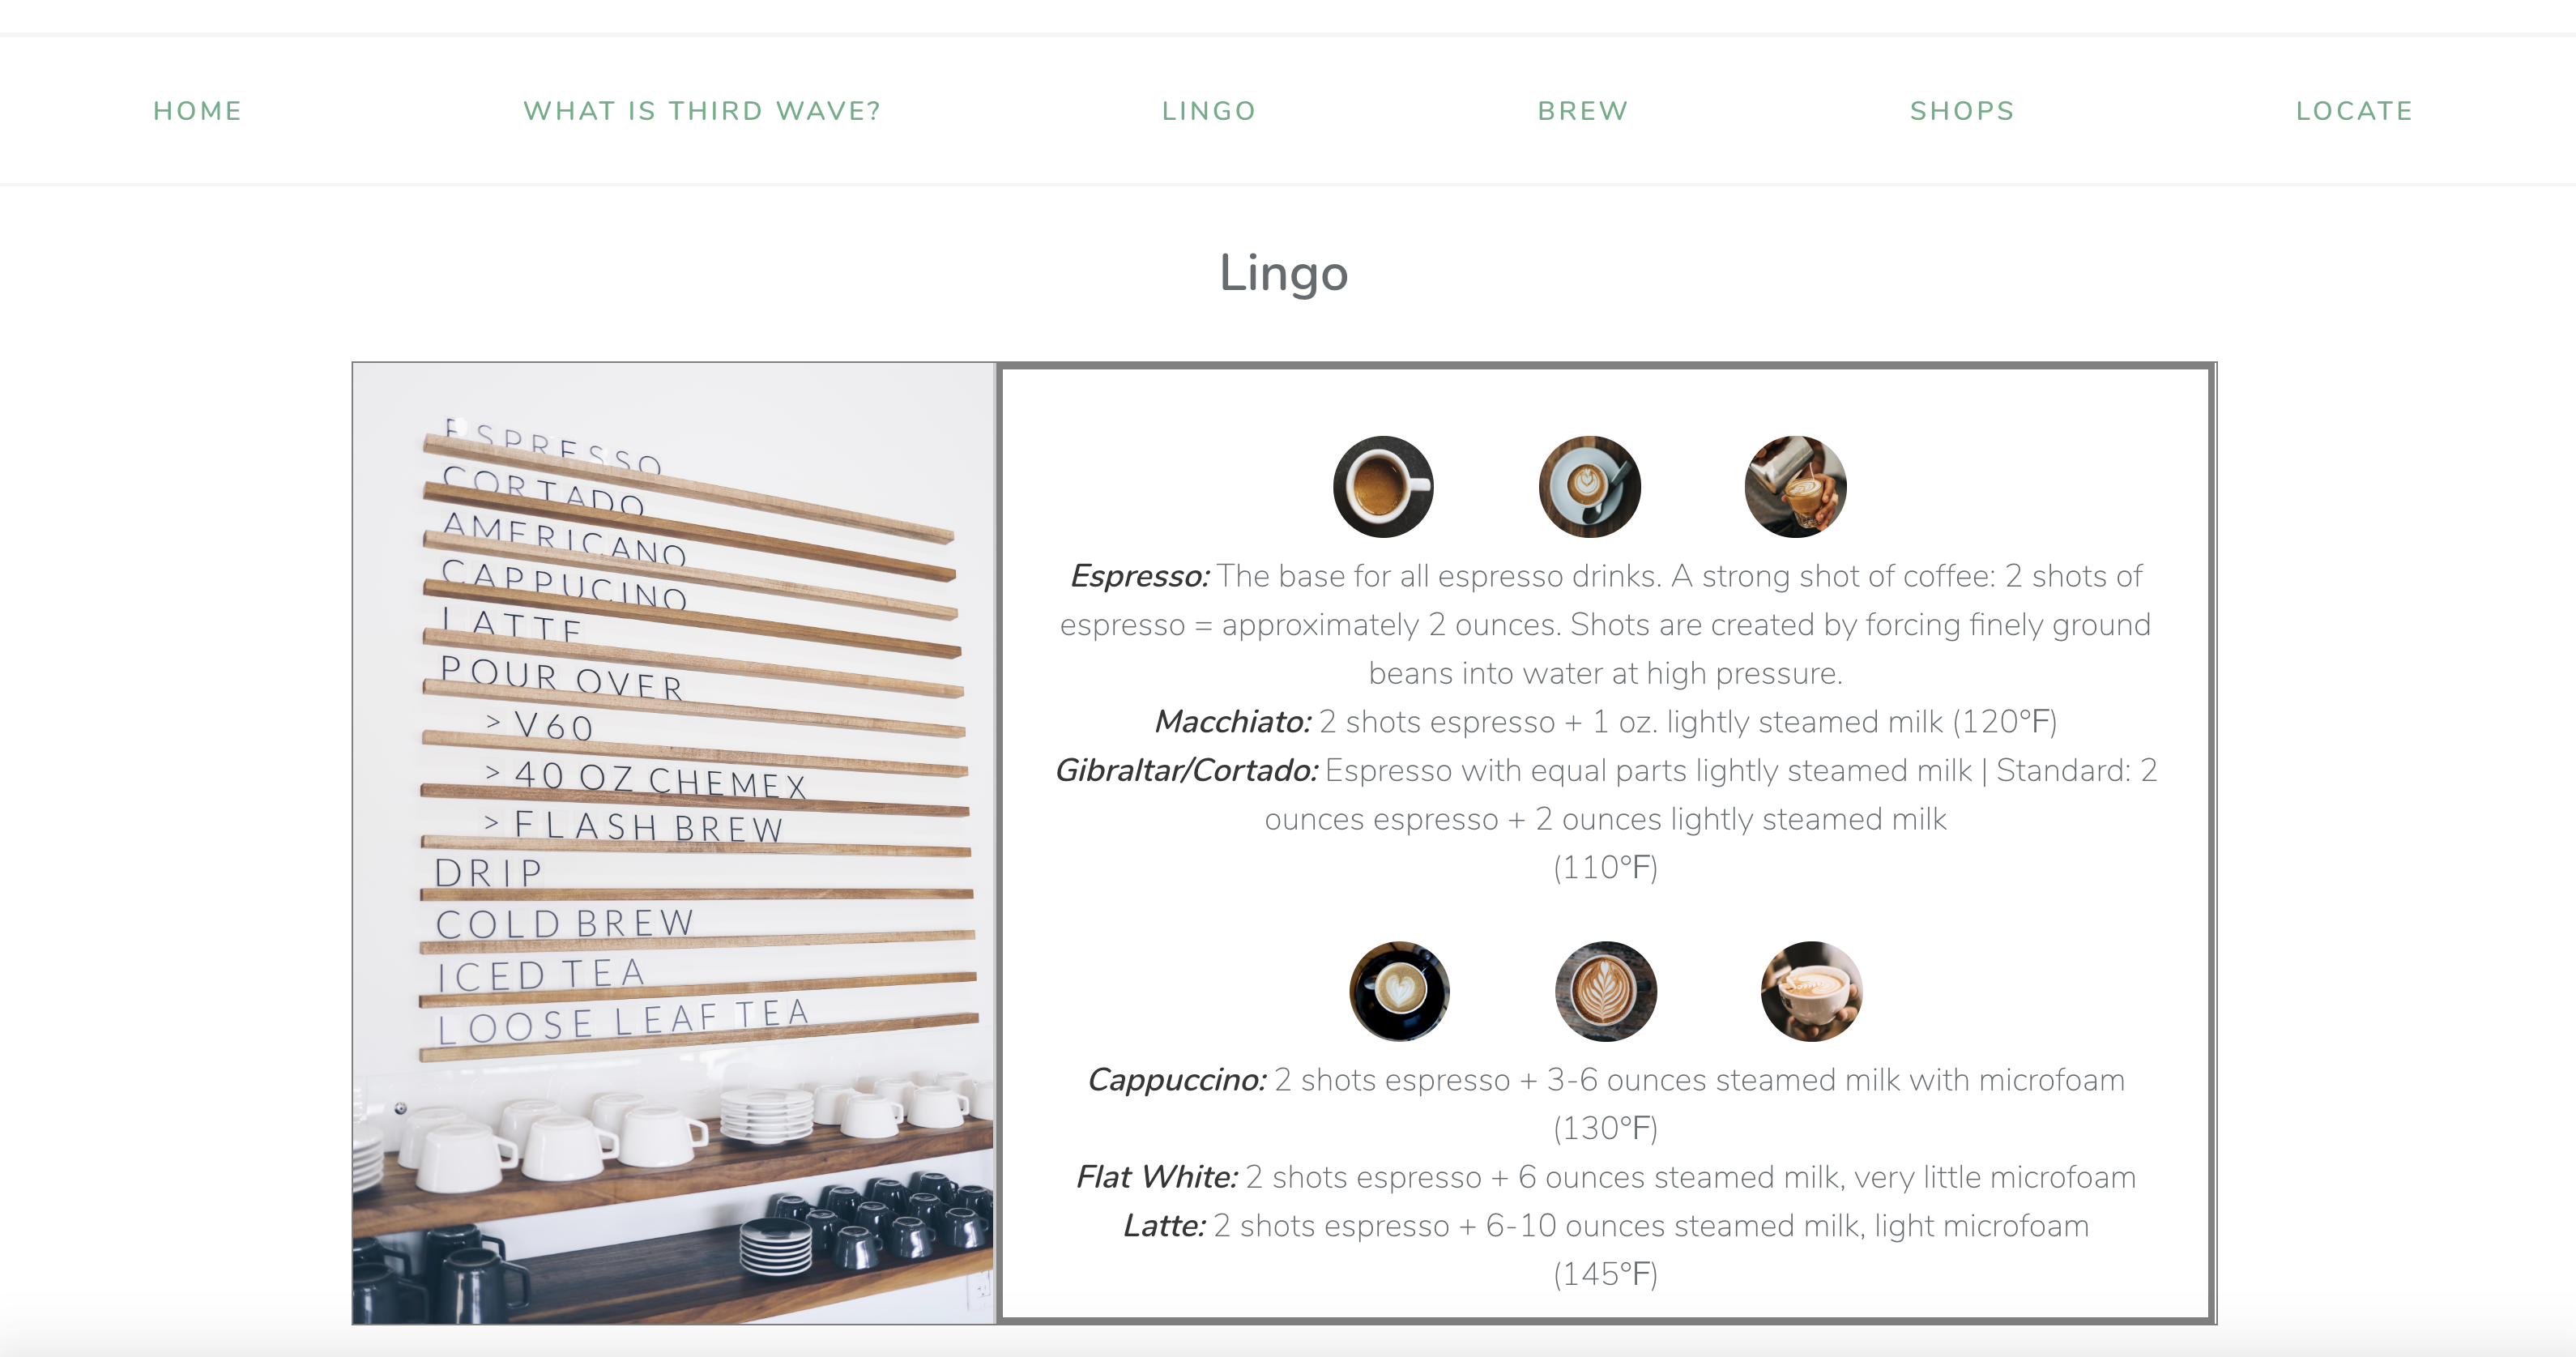 HOME
WHAT IS THIRD WAVE?
LINGO
BREW
SHOPS
LOCATE
Lingo
ESPRESSO
CORTADO
AMERICANO
CAPPUCINO
LATTE
POUR OVER
> V60
> 40 OZ CHEMEX
> FLASH BREW
DRIP
COLD BREW
ICED TEA
LOOSE LEAF TEA
Espresso: The base for all espresso drinks. A strong shot of coffee: 2 shots of
espresso = approximately 2 ounces. Shots are created by forcing finely ground
beans into water at high pressure.
Macchiato: 2 shots espresso + 1 oz. lightly steamed milk (120°F)
Gibraltar/Cortado: Espresso with equal parts lightly steamed milk | Standard: 2
ounces espresso + 2 ounces lightly steamed milk
(110°F)
Cappuccino: 2 shots espresso + 3-6 ounces steamed milk with microfoam
(130°F)
Flat White: 2 shots espresso + 6 ounces steamed milk, very little microfoam
Latte: 2 shots espresso + 6-10 ounces steamed milk, light microfoam
(145°F)